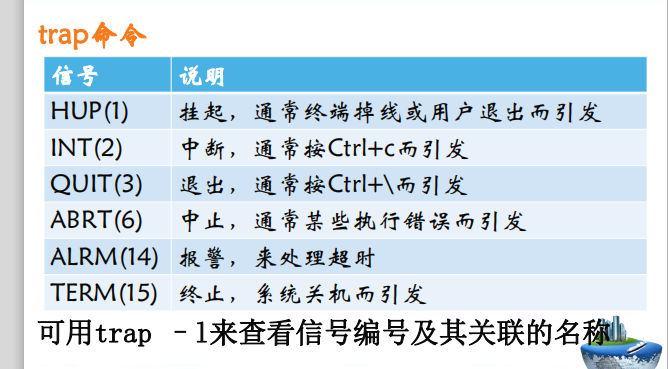 trap命令
信号 说明
HUP(1) 挂起，通常终端掉线或用户退出而引发
INT(2) 中断，通常按Ctrl+c而引发
QUIT(3) 退出，通常按Ctrl+\而引发
ABRT(6) 中止，通常某些执行错误而引发
ALRM(14) 报警，来处理超时
TERM(15) 终止，系统关机而引发
可用trap –l来查看信号编号及其关联的名称